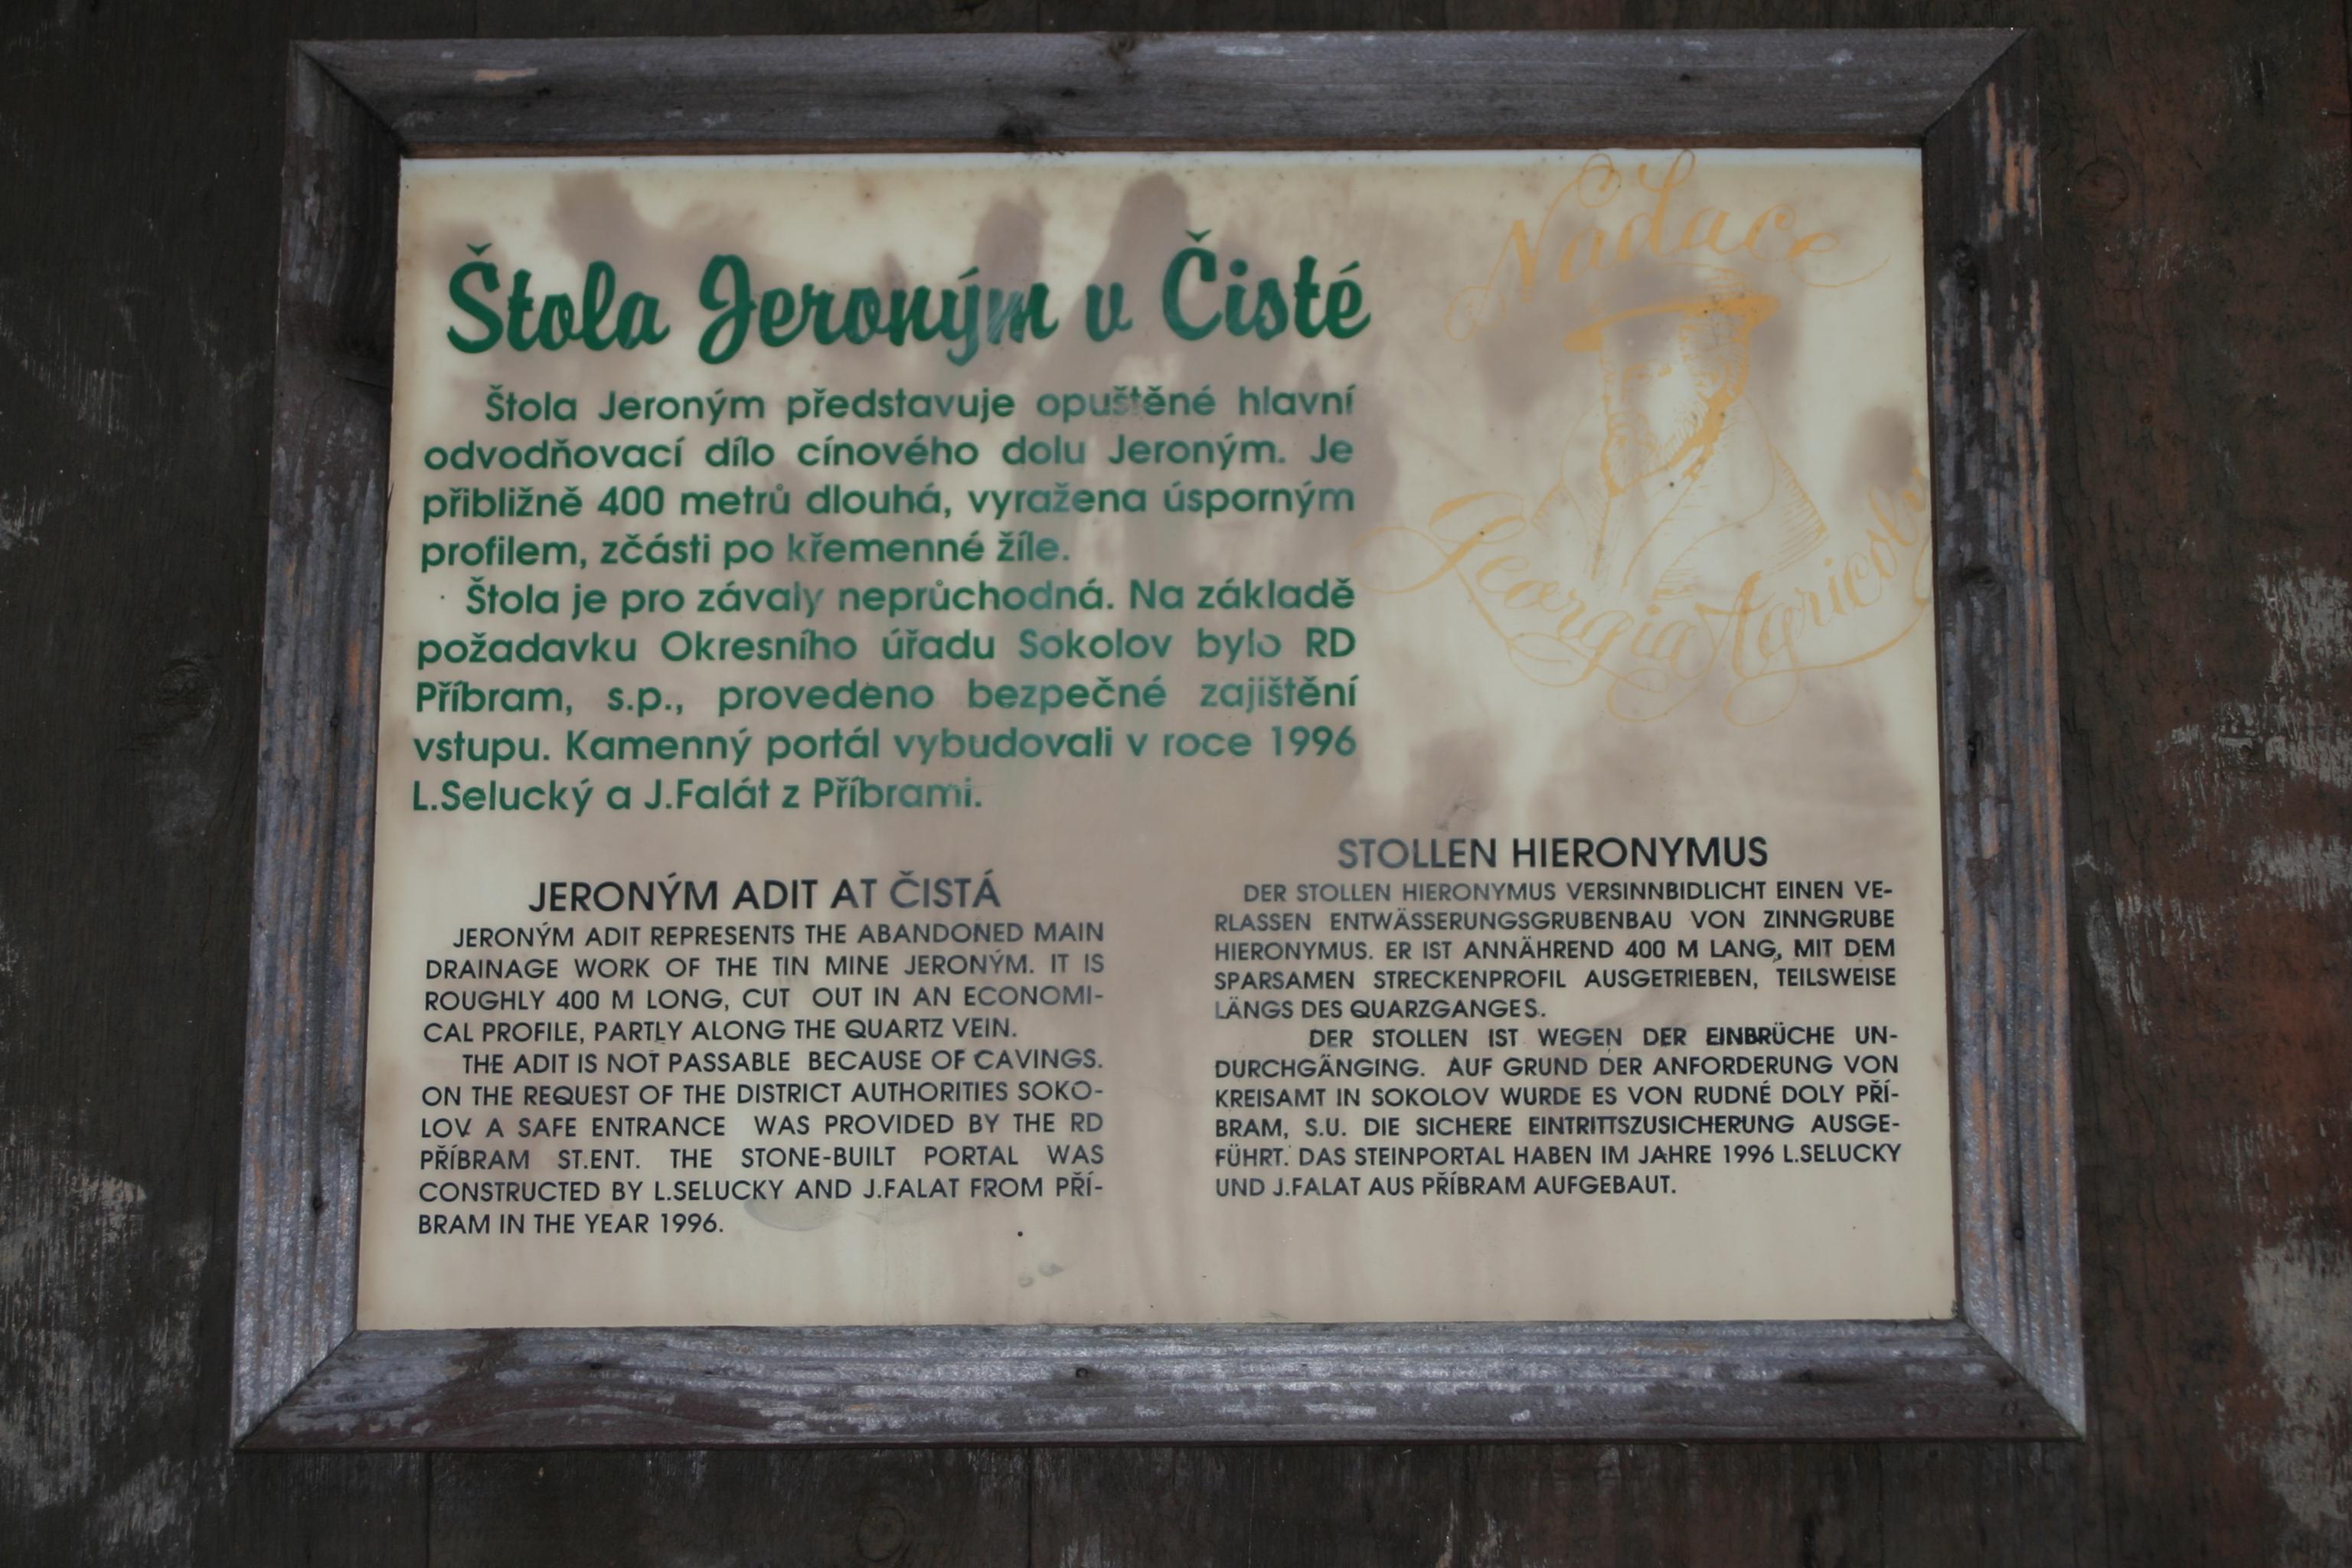 Štola Jeroným v Čisté
Štola Jeroným představuje opuštěné hlavní
odvodňovací dílo cínového dolu Jeroným. Je
přibližně 400 metrů dlouhá, vyražena úsporným
profilem, zčásti po křemenné žíle.
Štola je pro závaly neprůchodná. Na základě
požadavku Okresního úřadu Sokolov bylo RD
Příbram, s.p., provedeno bezpečné zajištění
vstupu. Kamenný portál vybudovali v roce 1996
L.Selucký a J.Falát z Příbrami.
Nadace
Georgia Agricoly
JERONÝM ADIT AT ČISTÁ
JERONÝM ADIT REPRESENTS THE ABANDONED MAIN
DRAINAGE WORK OF THE TIN MINE JERONÝM. IT IS
ROUGHLY 400 M LONG, CUT OUT IN AN ECONOMI-
CAL PROFILE, PARTLY ALONG THE QUARTZ VEIN.
THE ADIT IS NOT PASSABLE BECAUSE OF CAVINGS.
ON THE REQUEST OF THE DISTRICT AUTHORITIES SOKO-
LOV A SAFE ENTRANCE WAS PROVIDED BY THE RD
PŘÍBRAM ST.ENT. THE STONE-BUILT PORTAL WAS
CONSTRUCTED BY L.SELUCKY AND J.FALAT FROM PŘÍ-
BRAM IN THE YEAR 1996.
STOLLEN HIERONYMUS
DER STOLLEN HIERONYMUS VERSINNBIDLICHT EINEN VE-
RLASSEN ENTWÄSSERUNGSGRUBENBAU VON ZINNGRUBE
HIERONYMUS. ER IST ANNÄHREND 400 M LANG, MIT DEM
SPARSAMEN STRECKENPROFIL AUSGETRIEBEN, TEILSWEISE
LÄNGS DES QUARZGANGES.
DER STOLLEN IST WEGEN DER EINBRÜCHE UN-
DURCHGÄNGING. AUF GRUND DER ANFORDERUNG VON
KREISAMT IN SOKOLOV WURDE ES VON RUDNÉ DOLY PŘÍ-
BRAM, S.U. DIE SICHERE EINTRITTSZUSICHERUNG AUSGE-
FÜHRT. DAS STEINPORTAL HABEN IM JAHRE 1996 L.SELUCKY
UND J.FALAT AUS PŘÍBRAM AUFGEBAUT.